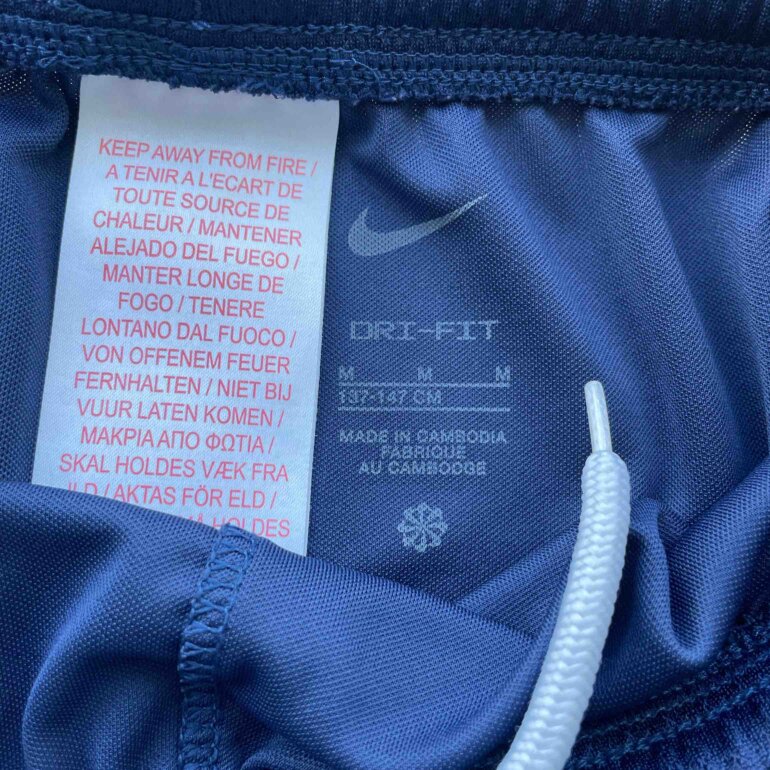 KEEP AWAY FROM FIRE /
A TENIR A L'ECART DE
TOUTE SOURCE DE
CHALEUR / MANTENER
ALEJADO DEL FUEGO /
MANTER LONGE DE
FOGO / TENERE
LONTANO DAL FUOCO /
VON OFFENEM FEUER
FERNHALTEN / NIET BIJ
VUUR LATEN KOMEN /
ΜΑΚΡΙΑ ΑΠΟ ΦΩΤΙΑ /
SKAL HOLDES VÆK FRA
ILD / AKTAS FÖR ELD /
HOLDES
DRI-FIT
M M M
137-147 CM
MADE IN CAMBODIA
FABRIQUE
AU CAMBODGE